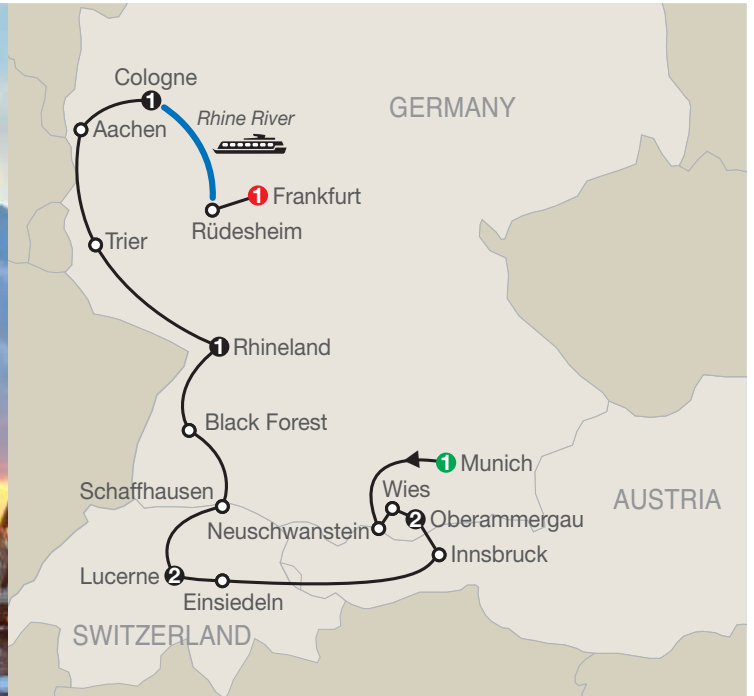 Cologne
1
Rhine River
GERMANY
Aachen
1 Frankfurt
Rüdesheim
Trier
1 Rhineland
Black Forest
1 Munich
Schaffhausen
Wies
AUSTRIA
2 Oberammergau
Neuschwanstein
Innsbruck
Lucerne 2
Einsiedeln
SWITZERLAND